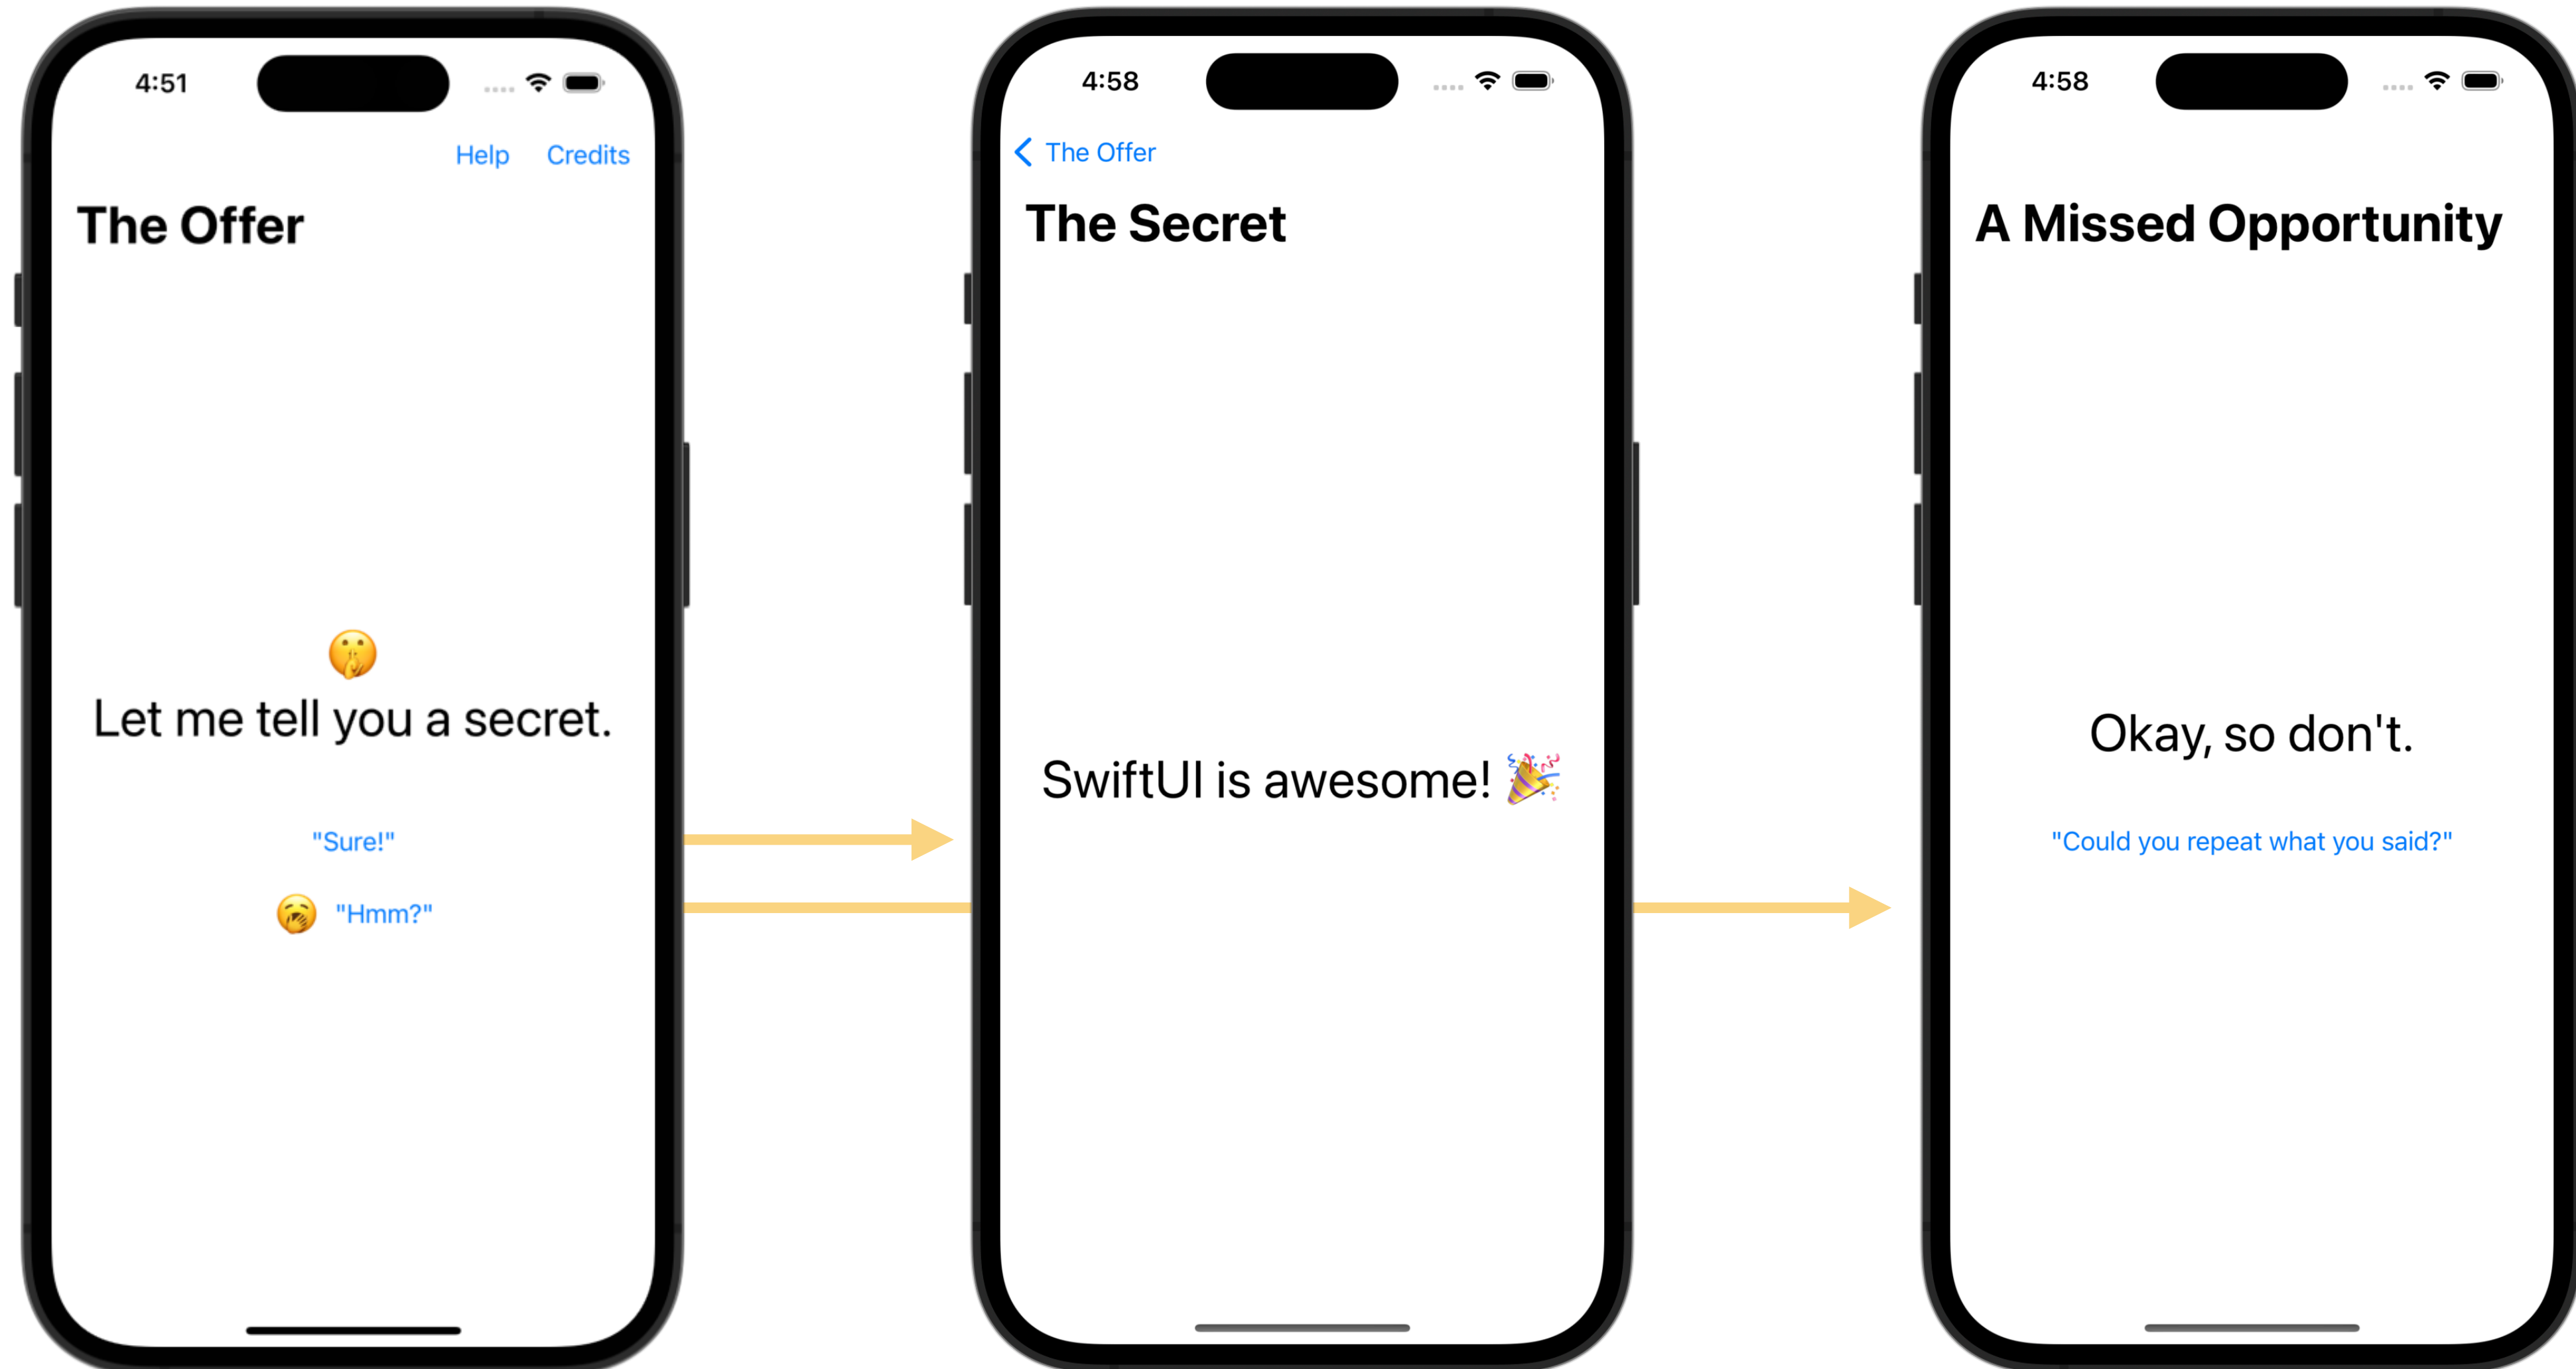 4:51
Help Credits
The Offer
🤫
Let me tell you a secret.
"Sure!"
🥱 "Hmm?"
4:58
The Offer
The Secret
SwiftUI is awesome! 🎉
4:58
A Missed Opportunity
Okay, so don't.
"Could you repeat what you said?"